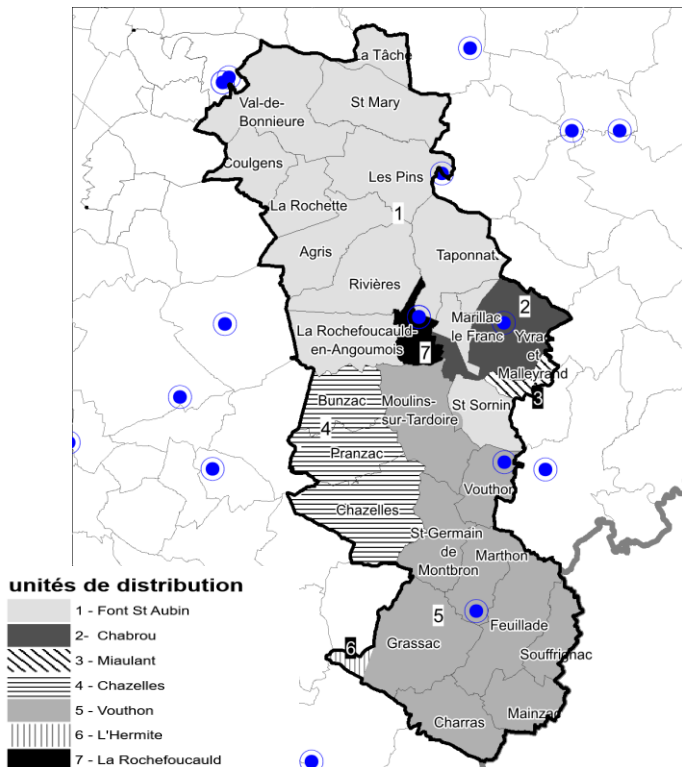 La Tâche
Val-de-
Bonnieure
St Mary
Coulgens
Les Pins
La Rochette
1
Agris
Taponnat
Rivières
2
Marillac
le Franc
La Rochefoucauld-
en-Angoumois
Yvra
et
Malleyrand
7
3
Bunzac
Moulins-
sur-Tardoire
St Sornin
4
Pranzac
Vouthon
Chazelles
St-Germain
de
Montbron
Marthon
5
Feuillade
Grassac
Souffrignac
6
Mainzac
Charras
unités de distribution
1 - Font St Aubin
2- Chabrou
3 - Miaulant
4 - Chazelles
5 - Vouthon
6 - L'Hermite
7 - La Rochefoucauld